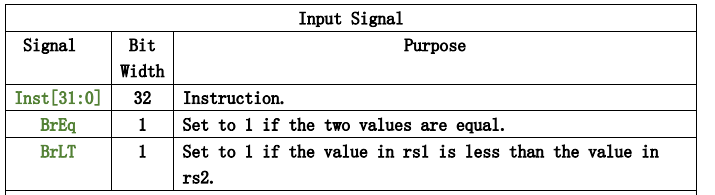 Input Signal
Signal Bit Width Purpose
Inst[31:0] 32 Instruction.
BrEq 1 Set to 1 if the two values are equal.
BrLT 1 Set to 1 if the value in rs1 is less than the value in
rs2.